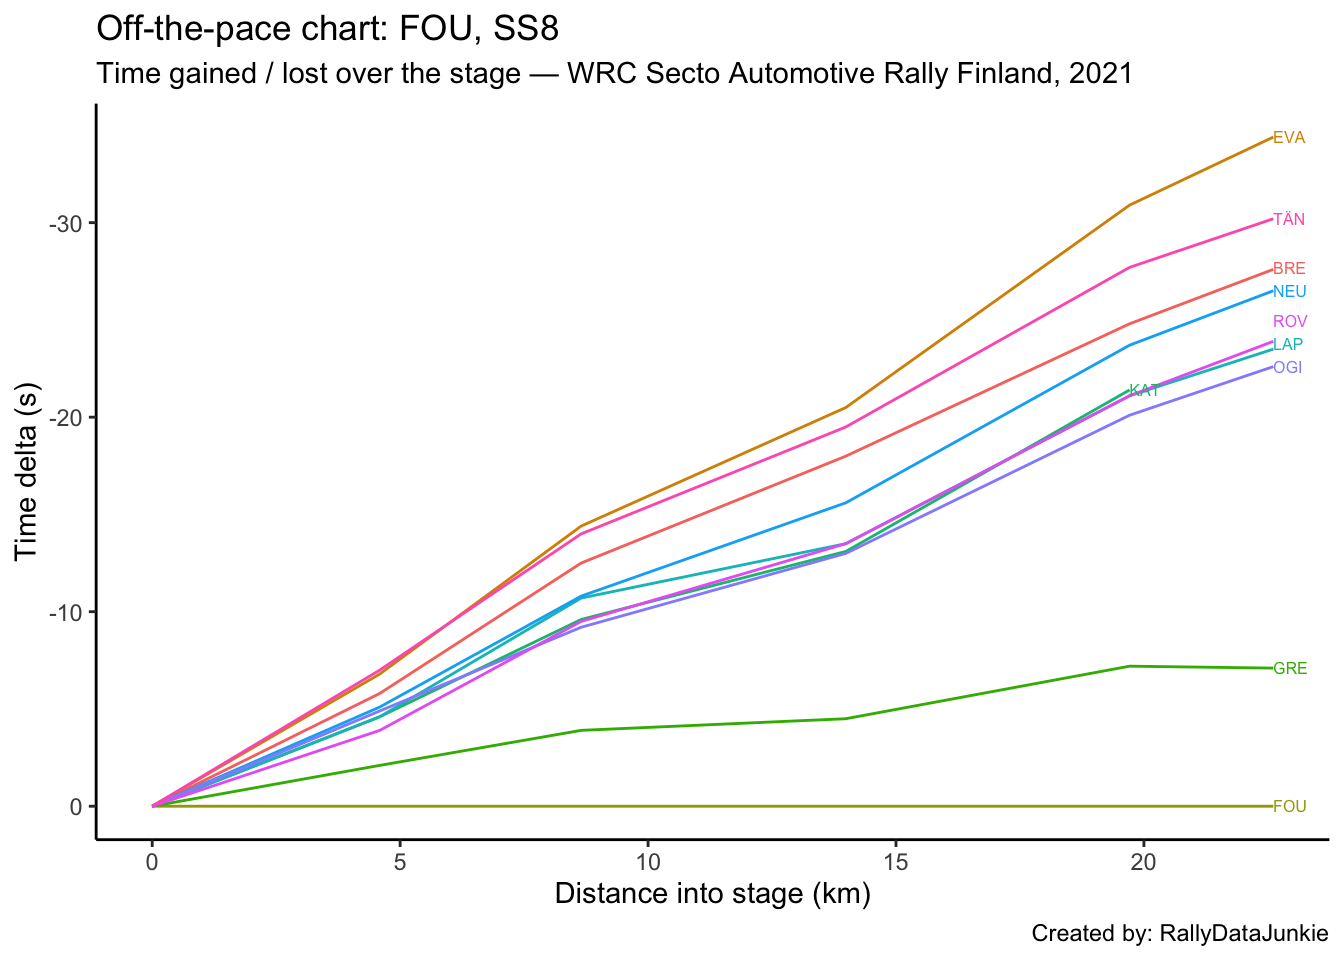 Off-the-pace chart: FOU, SS8
Time gained / lost over the stage — WRC Secto Automotive Rally Finland, 2021
Time delta (s)
-30
-20
-10
0
EVA
TÄN
BRE
NEU
ROV
LAP
OGI
KAT
GRE
FOU
0 5 10 15 20
Distance into stage (km)
Created by: RallyDataJunkie